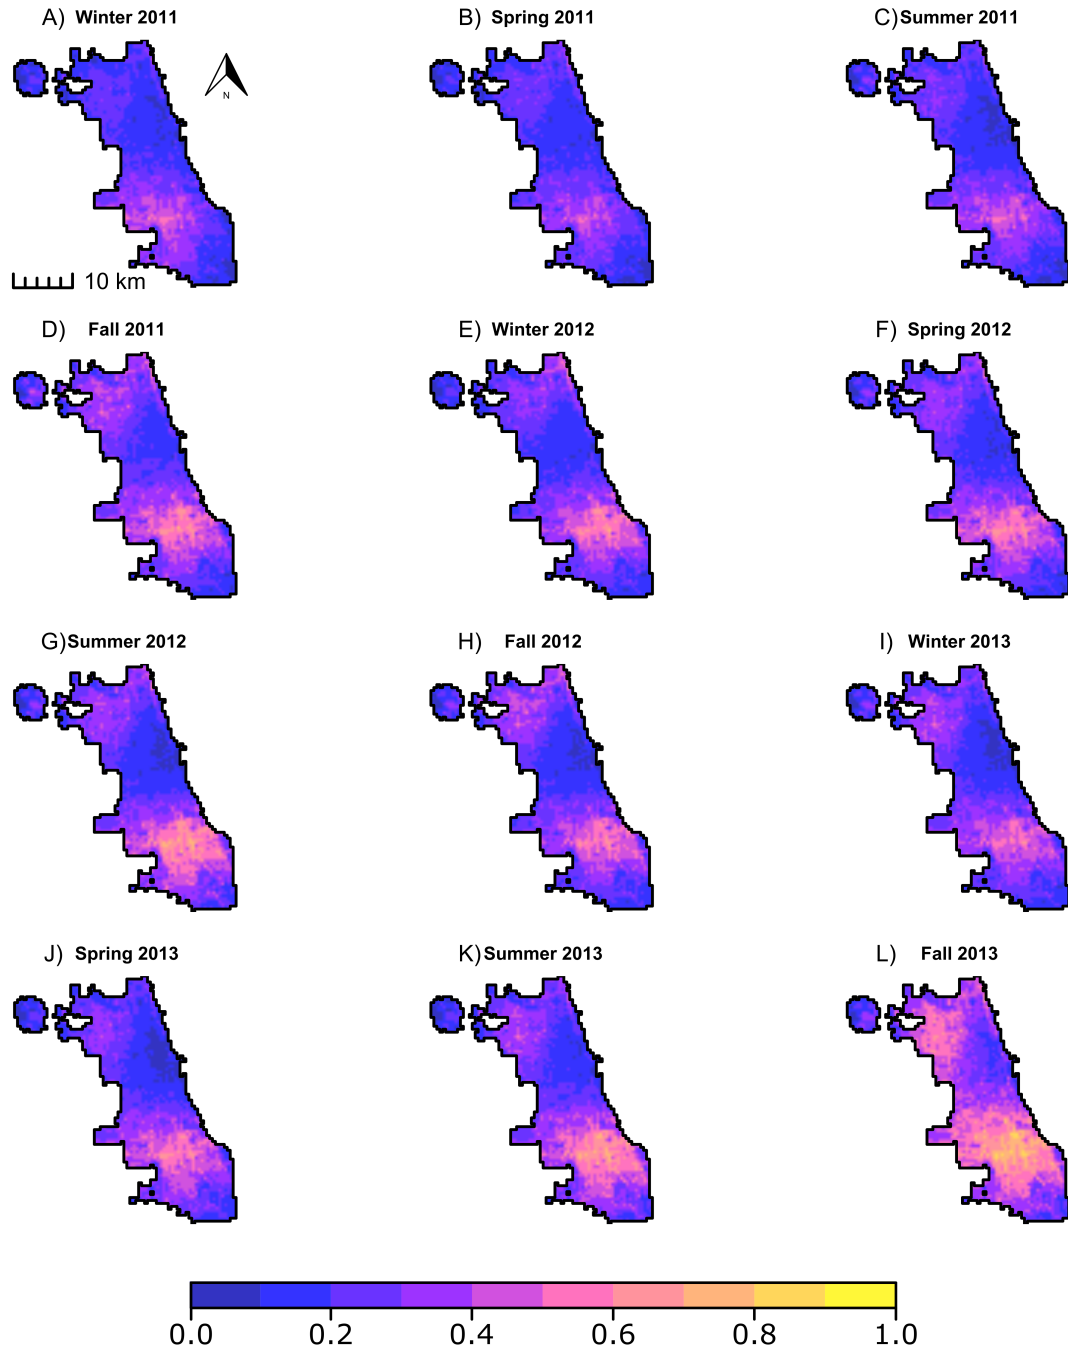 A) Winter 2011
B) Spring 2011
C) Summer 2011
N
10 km
D) Fall 2011
E) Winter 2012
F) Spring 2012
G) Summer 2012
H) Fall 2012
I) Winter 2013
J) Spring 2013
K) Summer 2013
L) Fall 2013
0.0 0.2 0.4 0.6 0.8 1.0